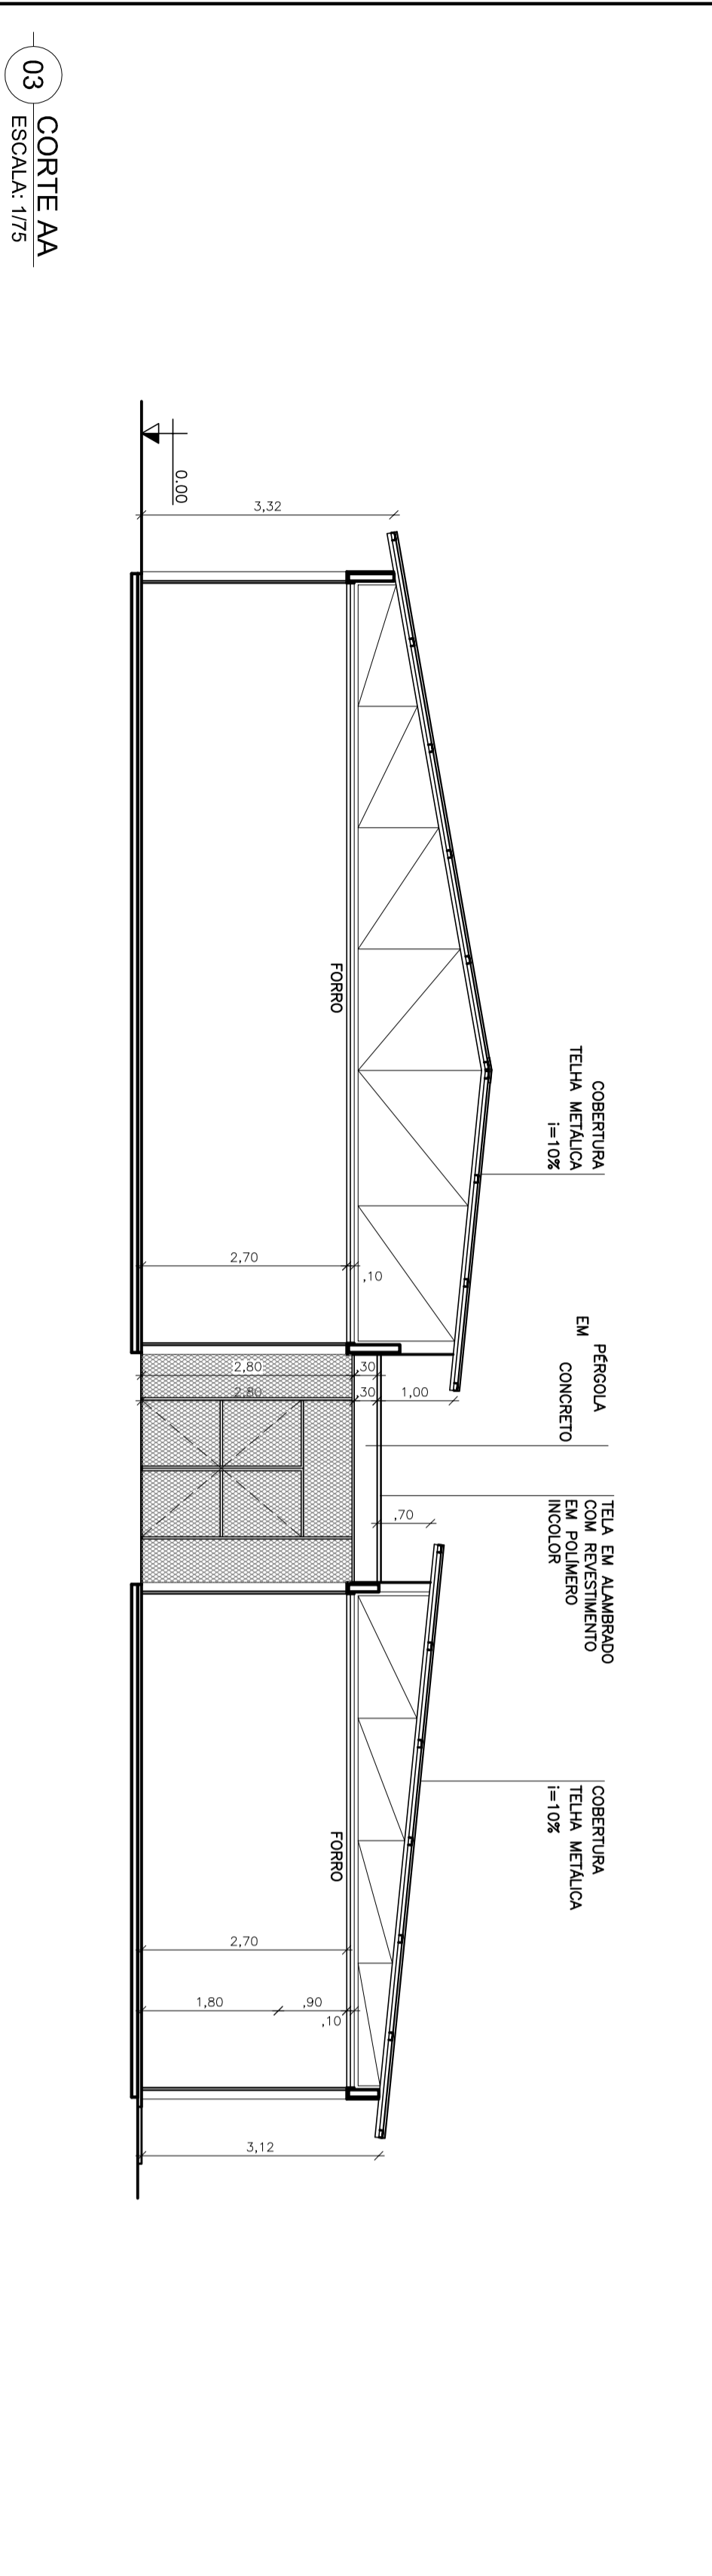 03
CORTE AA
ESCALA: 1/75
0.00
3,32
FORRO
COBERTURA
TELHA METÁLICA
i=10%
2,70
,10
2,80
,30
2,80
,30
1,00
PÉRGOLA
EM
CONCRETO
TELA EM ALAMBRADO
COM REVESTIMENTO
EM POLÍMERO
INCOLOR
,70
COBERTURA
TELHA METÁLICA
i=10%
FORRO
2,70
1,80
,90
,10
3,12